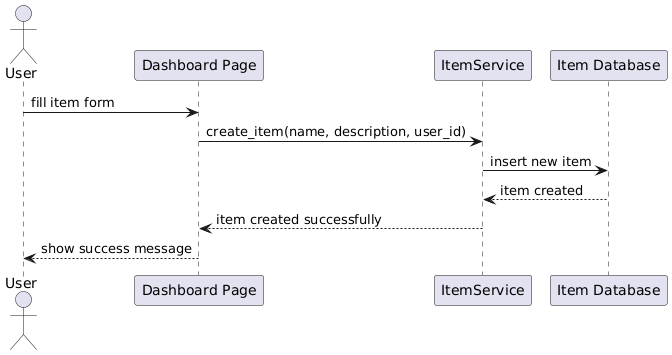 User
Dashboard Page
ItemService
Item Database
fill item form
create_item(name, description, user_id)
insert new item
item created
item created successfully
show success message
User
Dashboard Page
ItemService
Item Database